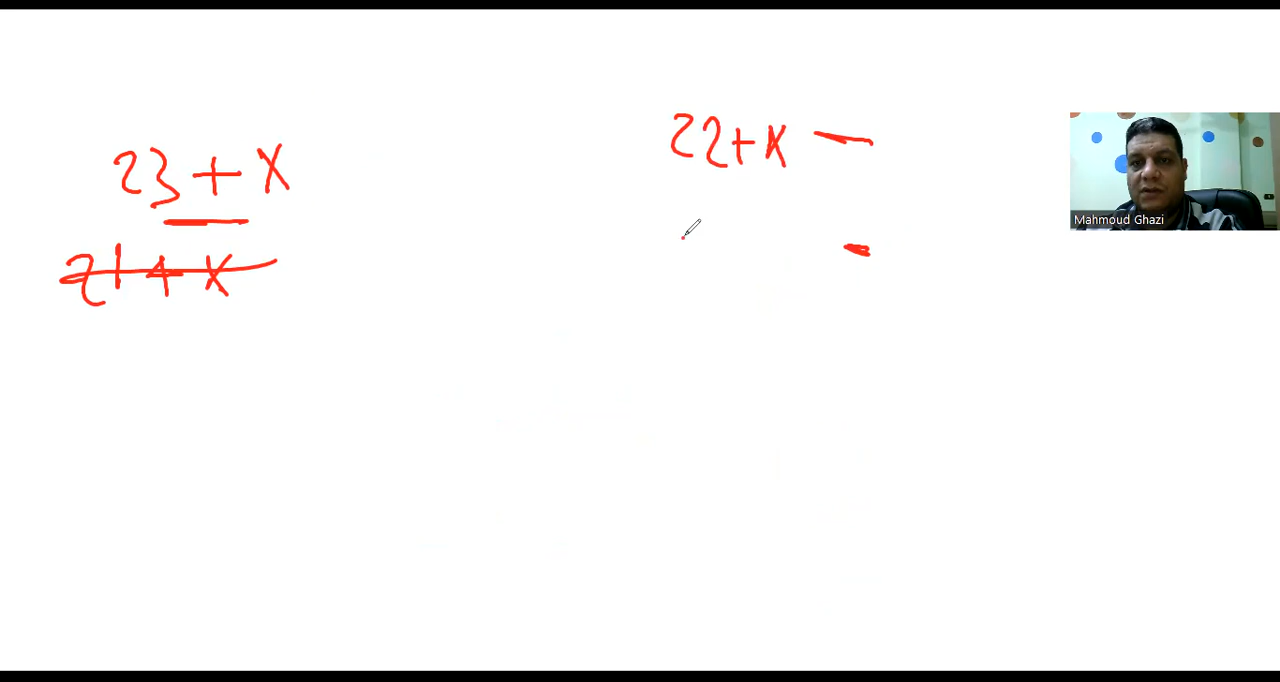 23 + X
21 + X
22 + X —
Mahmoud Ghazi